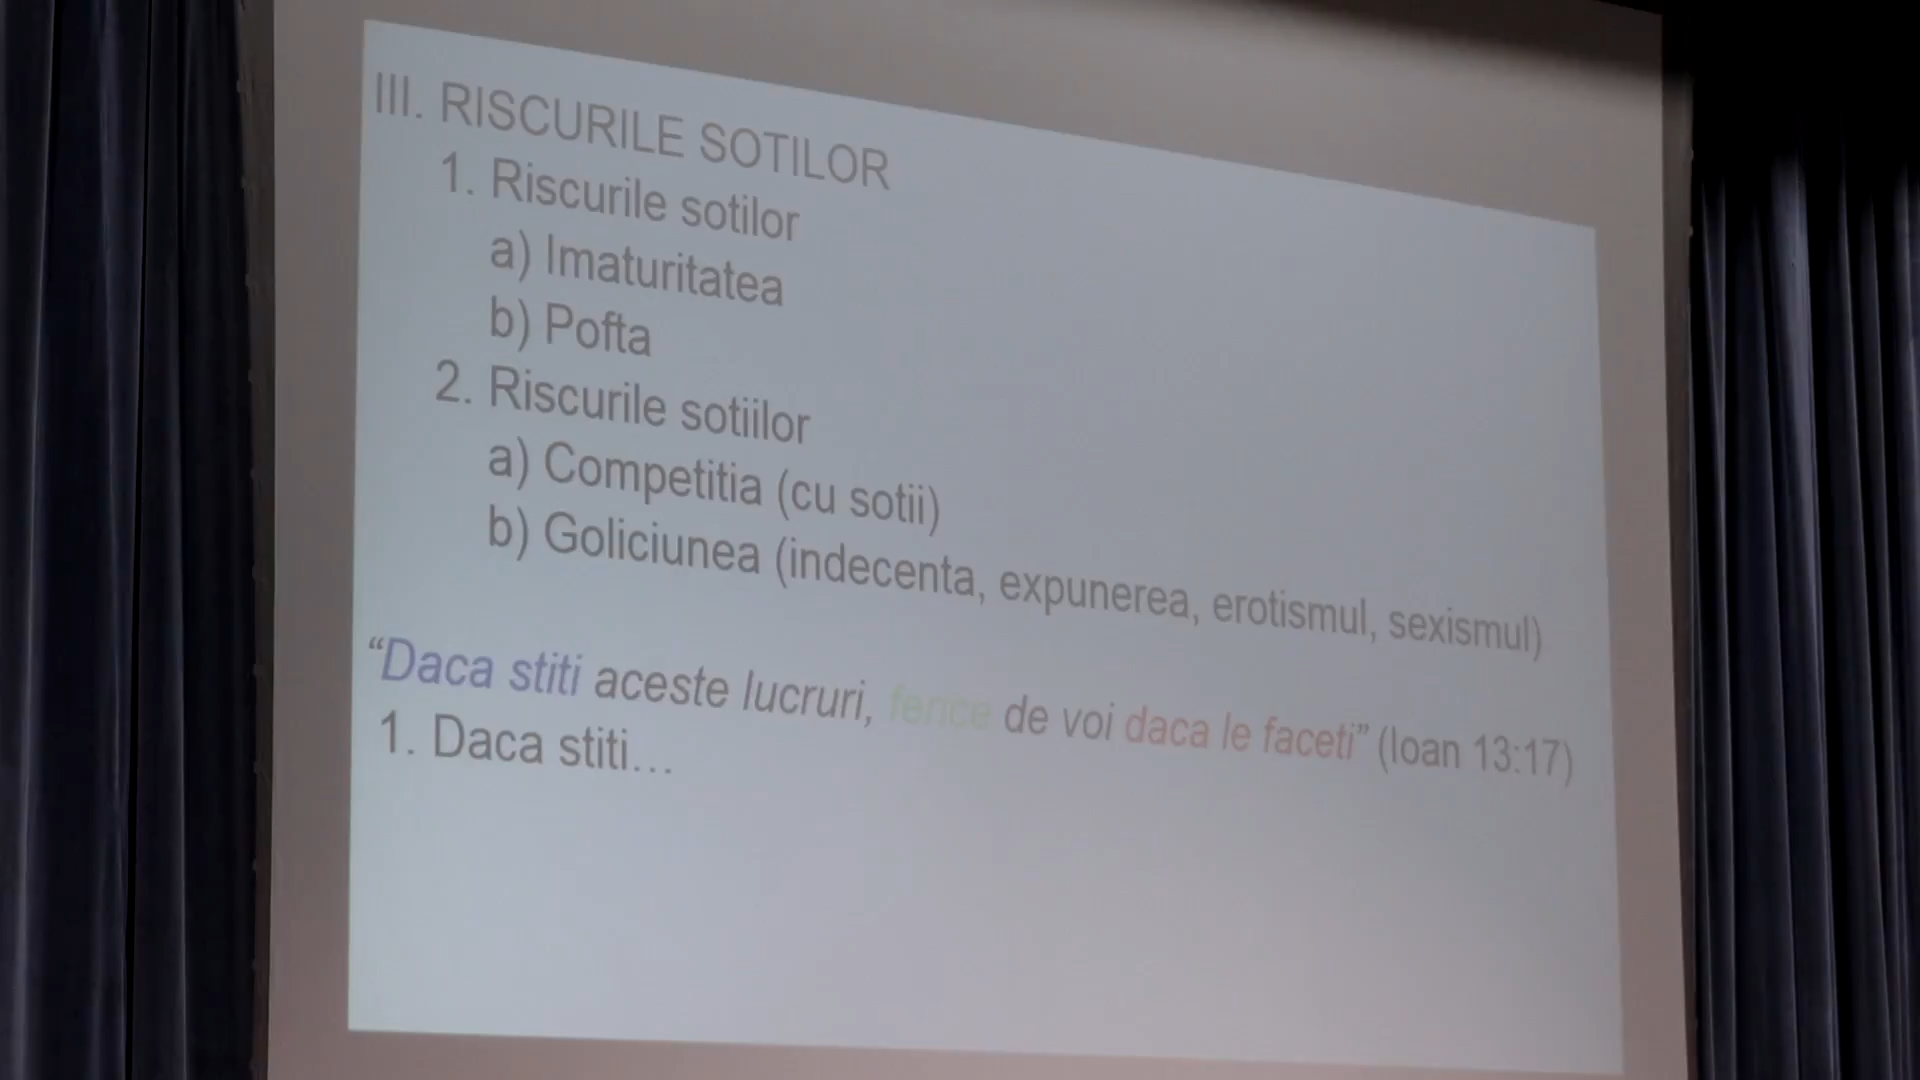 III. RISCURILE SOTILOR
1. Riscurile sotilor
a) Imaturitatea
b) Pofta
2. Riscurile sotiilor
a) Competitia (cu sotii)
b) Goliciunea (indecenta, expunerea, erotismul, sexismul)
“Daca stiti aceste lucruri, ferice de voi daca le faceti” (Ioan 13:17)
1. Daca stiti...